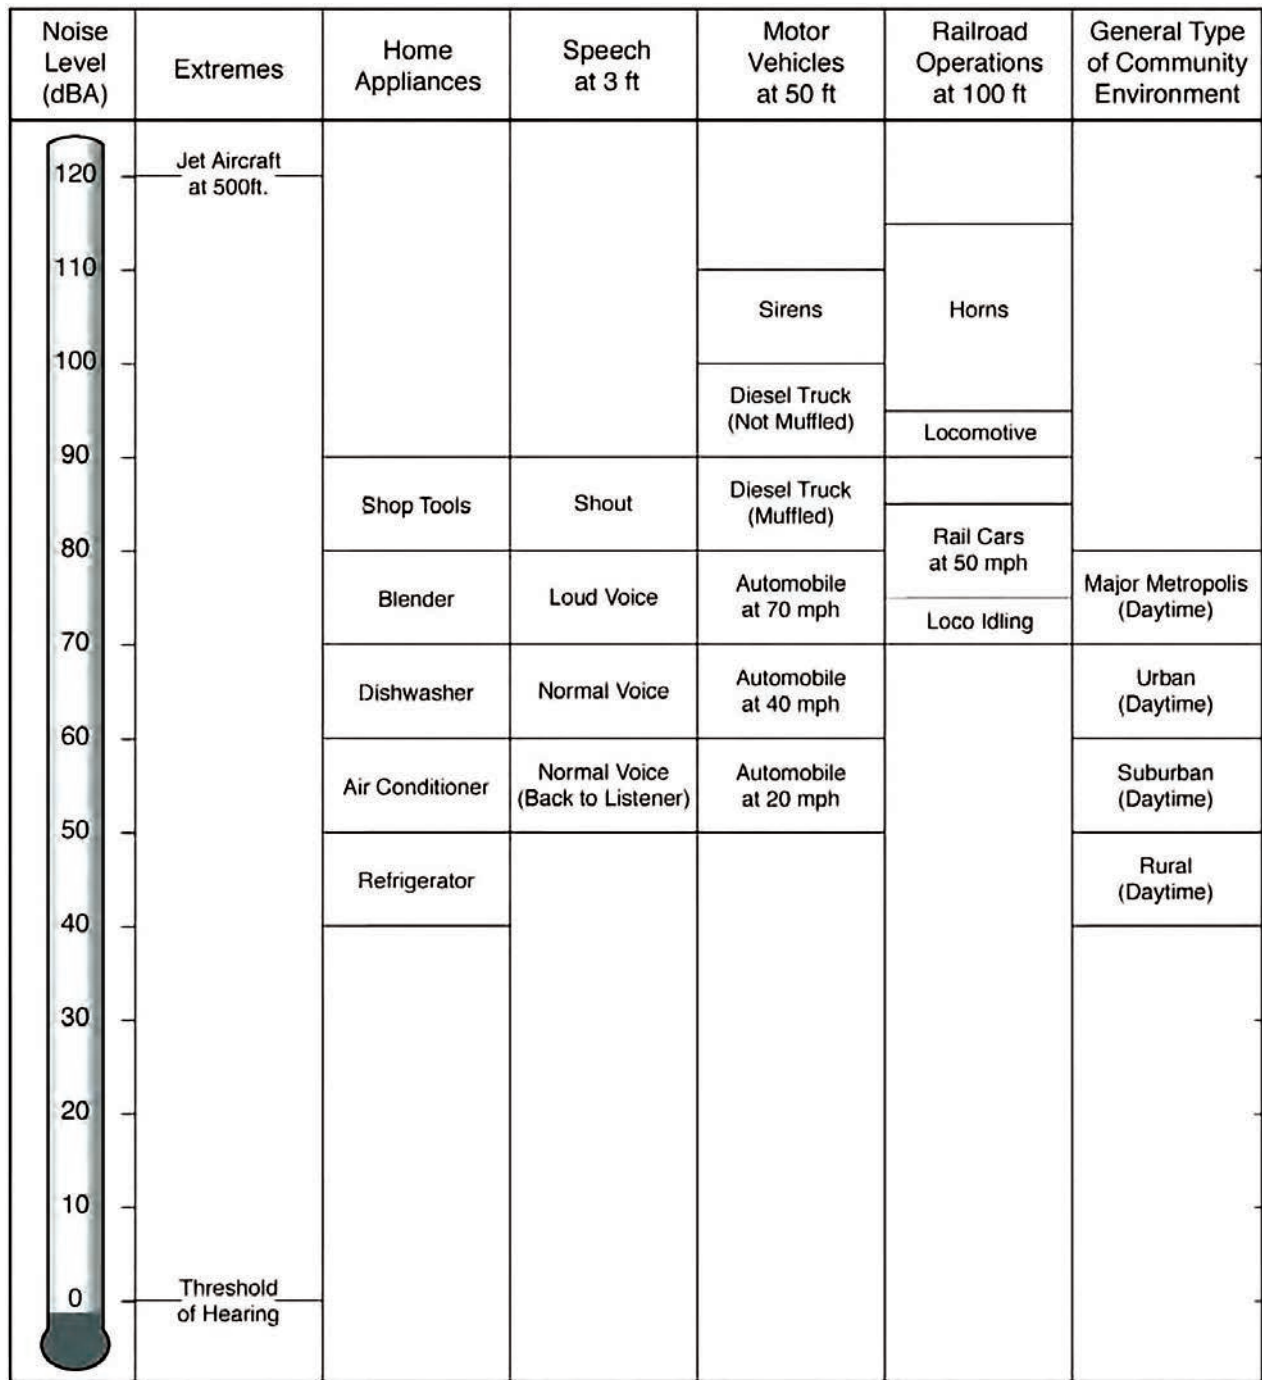 Noise
Level
(dBA)
Extremes
Home
Appliances
Speech
at 3 ft
Motor
Vehicles
at 50 ft
Railroad
Operations
at 100 ft
General Type
of Community
Environment
120
110
100
90
80
70
60
50
40
30
20
10
0
Jet Aircraft
at 500ft.
Threshold
of Hearing
Shop Tools
Blender
Dishwasher
Air Conditioner
Refrigerator
Shout
Loud Voice
Normal Voice
Normal Voice
(Back to Listener)
Sirens
Diesel Truck
(Not Muffled)
Diesel Truck
(Muffled)
Automobile
at 70 mph
Automobile
at 40 mph
Automobile
at 20 mph
Horns
Locomotive
Rail Cars
at 50 mph
Loco Idling
Major Metropolis
(Daytime)
Urban
(Daytime)
Suburban
(Daytime)
Rural
(Daytime)